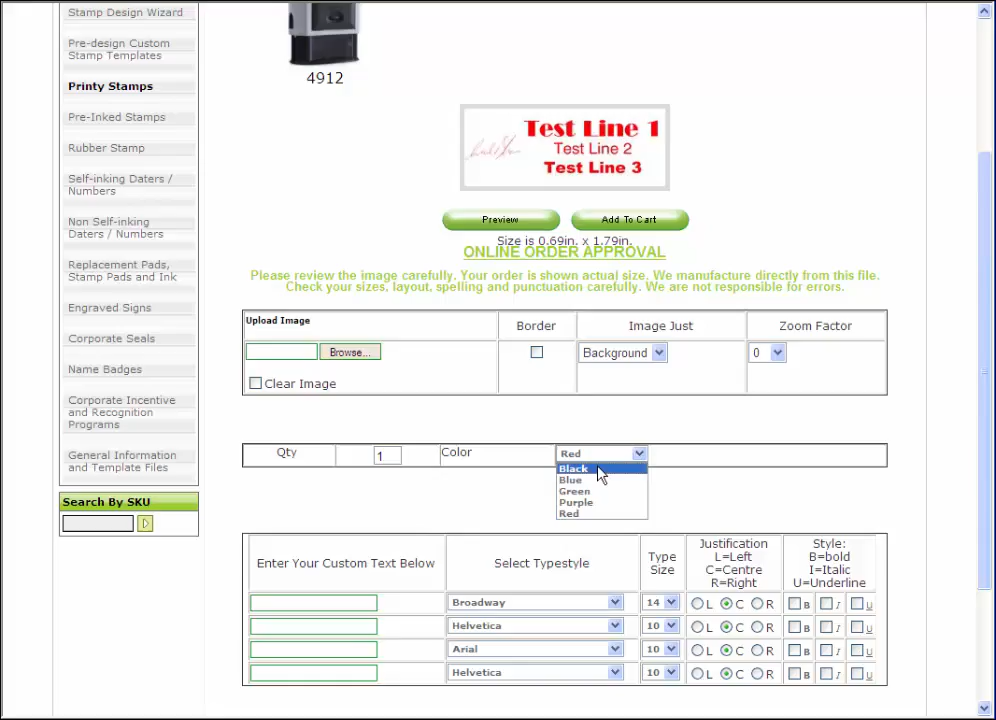 Stamp Design Wizard
Pre-design Custom
Stamp Templates
Printy Stamps
Pre-Inked Stamps
Rubber Stamp
Self-inking Daters /
Numbers
Non Self-inking
Daters / Numbers
Replacement Pads,
Stamp Pads and Ink
Engraved Signs
Corporate Seals
Name Badges
Corporate Incentive
and Recognition
Programs
General Information
and Template Files
Search By SKU
4912
Test Line 1
Test Line 2
Test Line 3
Preview
Add To Cart
Size is 0.69in. x 1.79in.
ONLINE ORDER APPROVAL
Please review the image carefully. Your order is shown actual size. We manufacture directly from this file.
Check your sizes, layout, spelling and punctuation carefully. We are not responsible for errors.
Upload Image
Border
Image Just
Zoom Factor
Browse...
Background
0
Clear Image
Qty
1
Color
Red
Black
Blue
Green
Purple
Red
Enter Your Custom Text Below
Select Typestyle
Type
Size
Justification
L=Left
C=Centre
R=Right
Style:
B=bold
I=Italic
U=Underline
Broadway 14 L C R B I U
Helvetica 10 L C R B I U
Arial 10 L C R B I U
Helvetica 10 L C R B I U